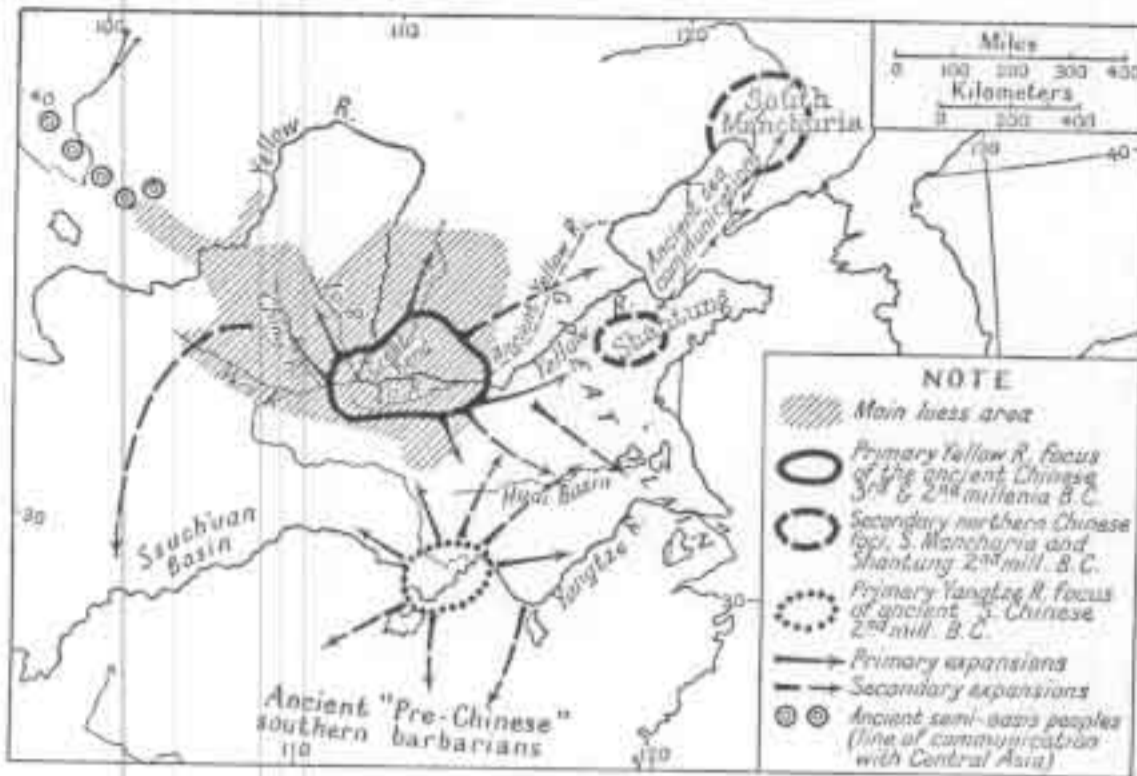 100
110
120
Miles
0 100 200 300 400
Kilometers
0 200 400
40
Yellow
R.
South
Manchuria
40
Ancient sea
communication
Ancient Yellow R.
Yellow R.
Shantung
30
Ssuch'uan
Basin
Huai Basin
Yangtze R.
30
Ancient "Pre-Chinese"
southern barbarians
110
120
NOTE
Main luess area
Primary Yellow R. focus
of the ancient Chinese
3rd & 2nd millenia B.C.
Secondary northern Chinese
foci, S. Manchuria and
Shantung 2nd mill. B.C.
Primary Yangtze R. focus
of ancient S. Chinese
2nd mill. B.C.
Primary expansions
Secondary expansions
Ancient semi-oasis peoples
(line of communication
with Central Asia)